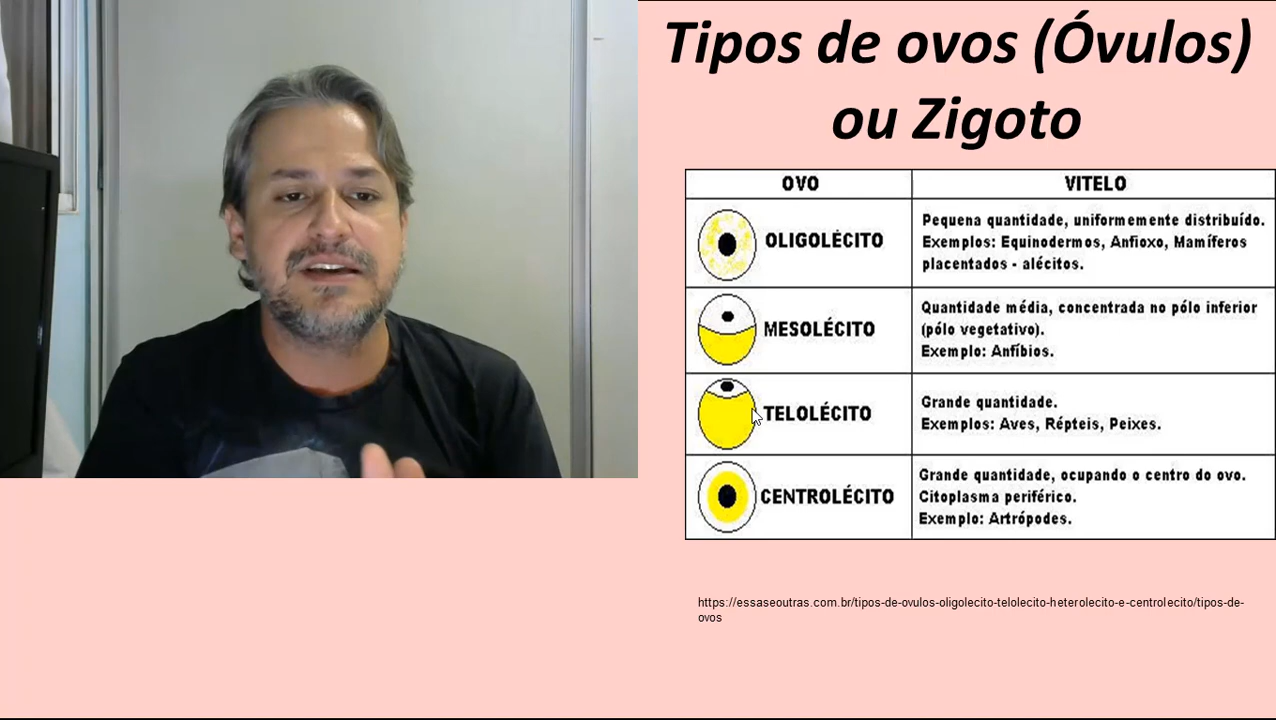 Tipos de ovos (Óvulos)
ou Zigoto
OVO
VITELO
OLIGOLÉCITO
Pequena quantidade, uniformemente distribuído.
Exemplos: Equinodermos, Anfioxo, Mamíferos
placentados - alécitos.
MESOLÉCITO
Quantidade média, concentrada no pólo inferior
(pólo vegetativo).
Exemplo: Anfíbios.
TELOLÉCITO
Grande quantidade.
Exemplos: Aves, Répteis, Peixes.
CENTROLÉCITO
Grande quantidade, ocupando o centro do ovo.
Citoplasma periférico.
Exemplo: Artrópodes.
https://essaseoutras.com.br/tipos-de-ovulos-oligolecito-telolecito-heterolecito-e-centrolecito/tipos-de-
ovos